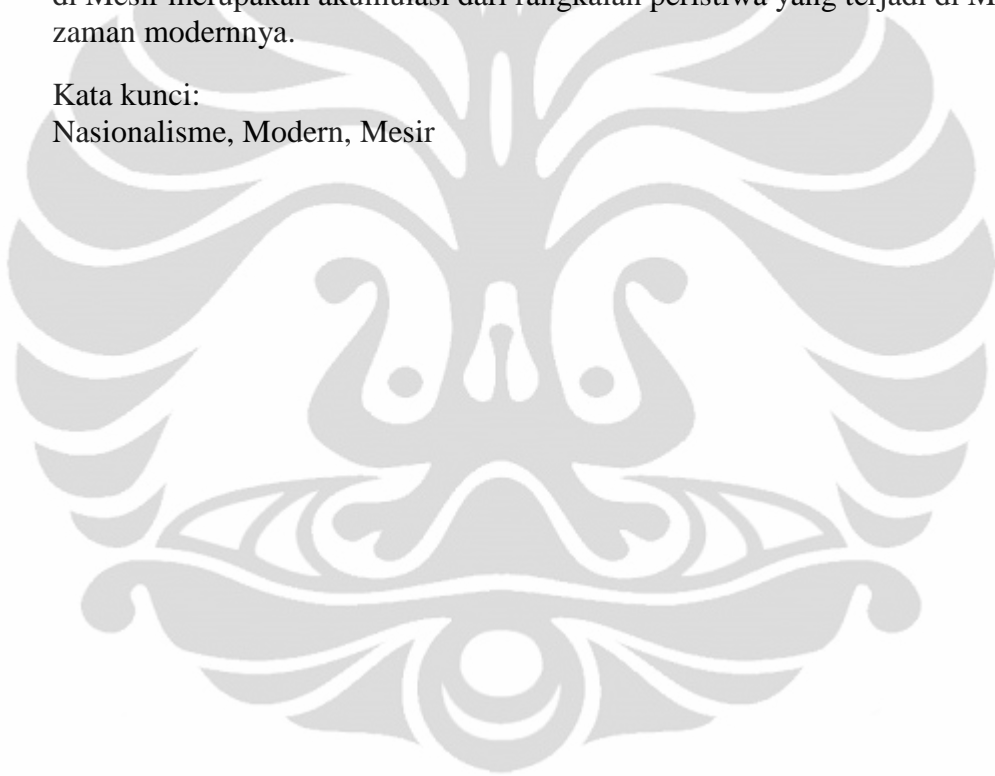 di Mesir merupakan akumulasi dari rangkaian peristiwa yang terjadi di M
zaman modernnya.
Kata kunci:
Nasionalisme, Modern, Mesir